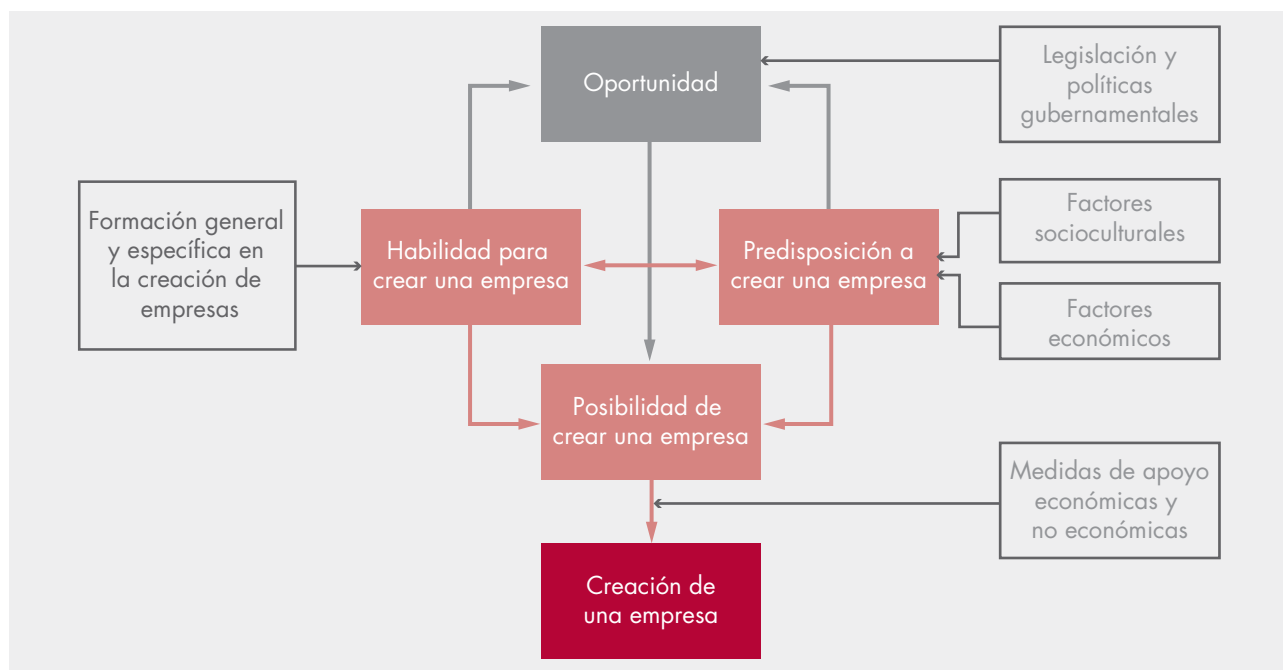 Oportunidad
Legislación y
políticas
gubernamentales
Formación general
y específica en
la creación de
empresas
Habilidad para
crear una empresa
Predisposición a
crear una empresa
Factores
socioculturales
Factores
económicos
Posibilidad de
crear una empresa
Medidas de apoyo
económicas y
no económicas
Creación de
una empresa